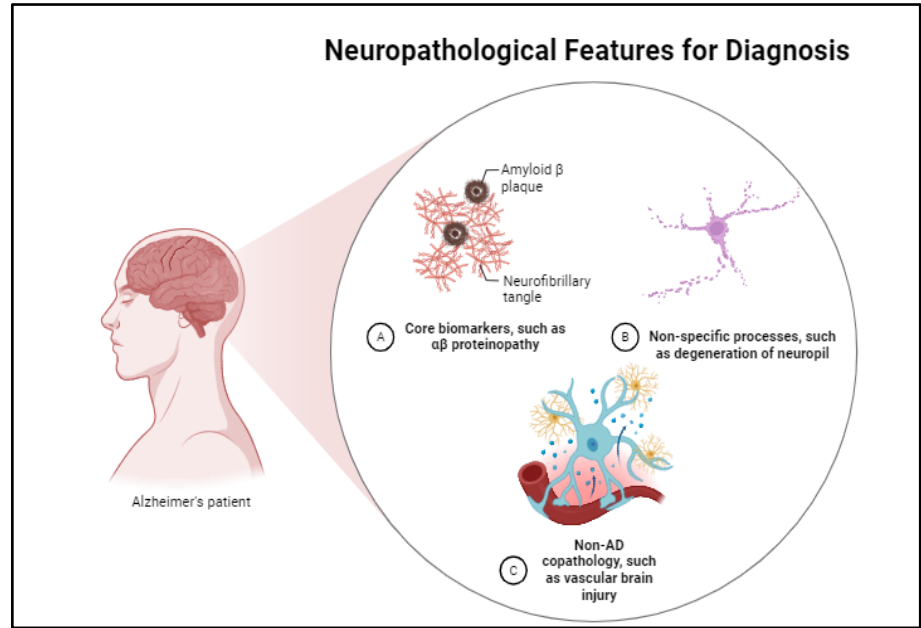 Neuropathological Features for Diagnosis
Amyloid β
plaque
Neurofibrillary
tangle
A
Core biomarkers, such as
αβ proteinopathy
B
Non-specific processes, such
as degeneration of neuropil
Alzheimer's patient
C
Non-AD
copathology, such
as vascular brain
injury